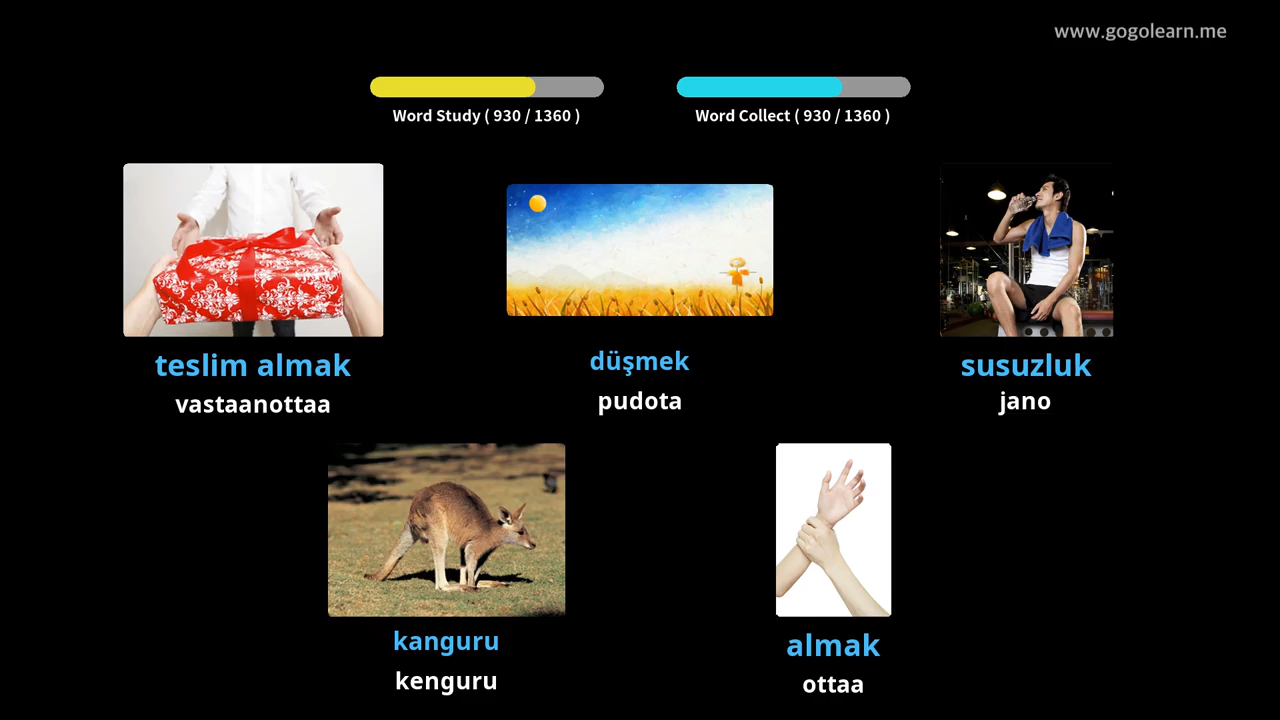 www.gogolearn.me
Word Study ( 930 / 1360 )
Word Collect ( 930 / 1360 )
teslim almak
vastaanottaa
düşmek
pudota
susuzluk
jano
kanguru
kenguru
almak
ottaa